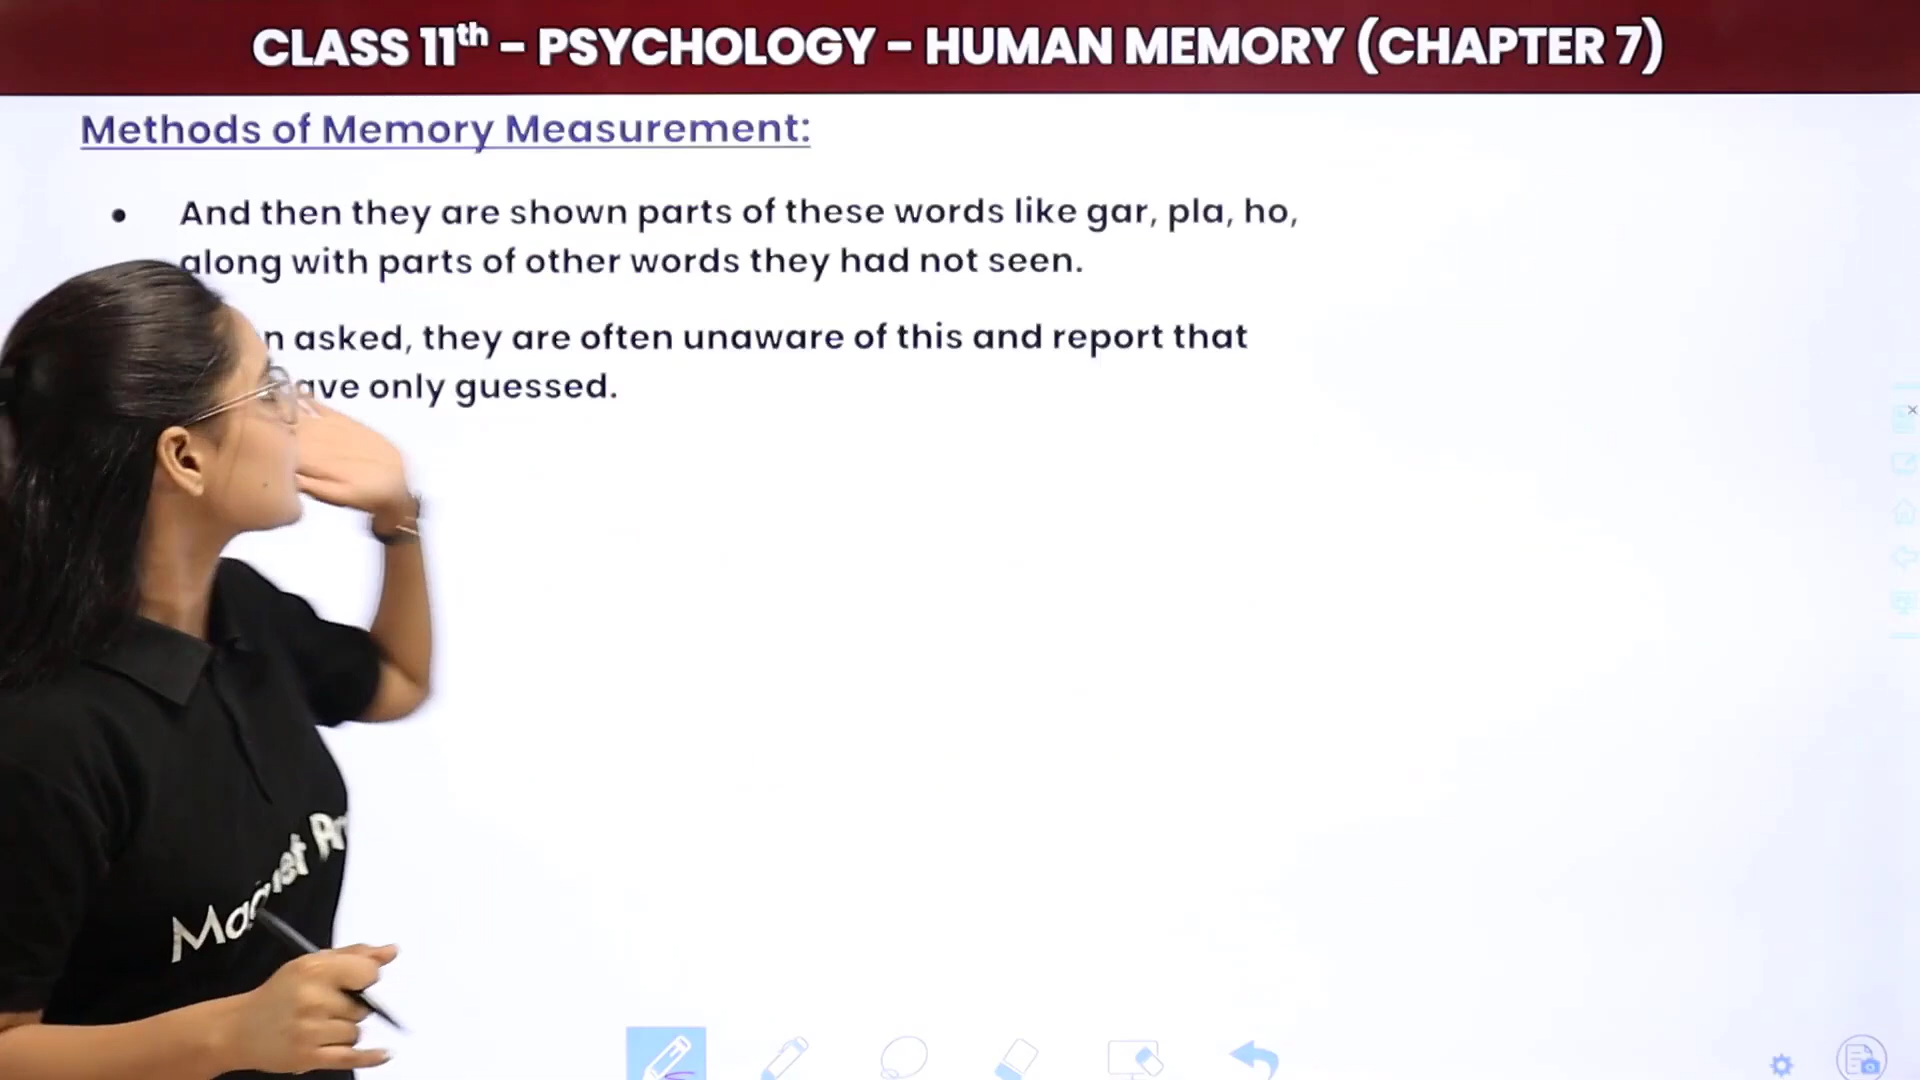 CLASS 11th - PSYCHOLOGY - HUMAN MEMORY (CHAPTER 7)
Methods of Memory Measurement:
• And then they are shown parts of these words like gar, pla, ho,
along with parts of other words they had not seen.
asked, they are often unaware of this and report that
only guessed.